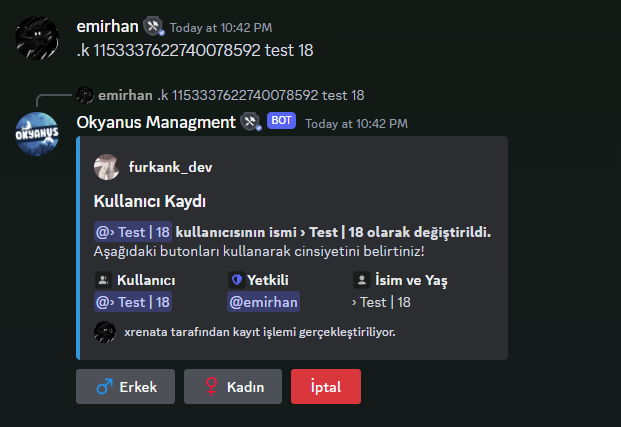 emirhan Today at 10:42 PM
.k 1153337622740078592 test 18
emirhan .k 1153337622740078592 test 18
OKYANUS
Okyanus Managment BOT Today at 10:42 PM
furkank_dev
Kullanıcı Kaydı
@› Test | 18 kullanıcısının ismi › Test | 18 olarak değiştirildi.
Aşağıdaki butonları kullanarak cinsiyetini belirtiniz!
Kullanıcı Yetkili İsim ve Yaş
@› Test | 18 @emirhan › Test | 18
xrenata tarafından kayıt işlemi gerçekleştiriliyor.
Erkek Kadın İptal